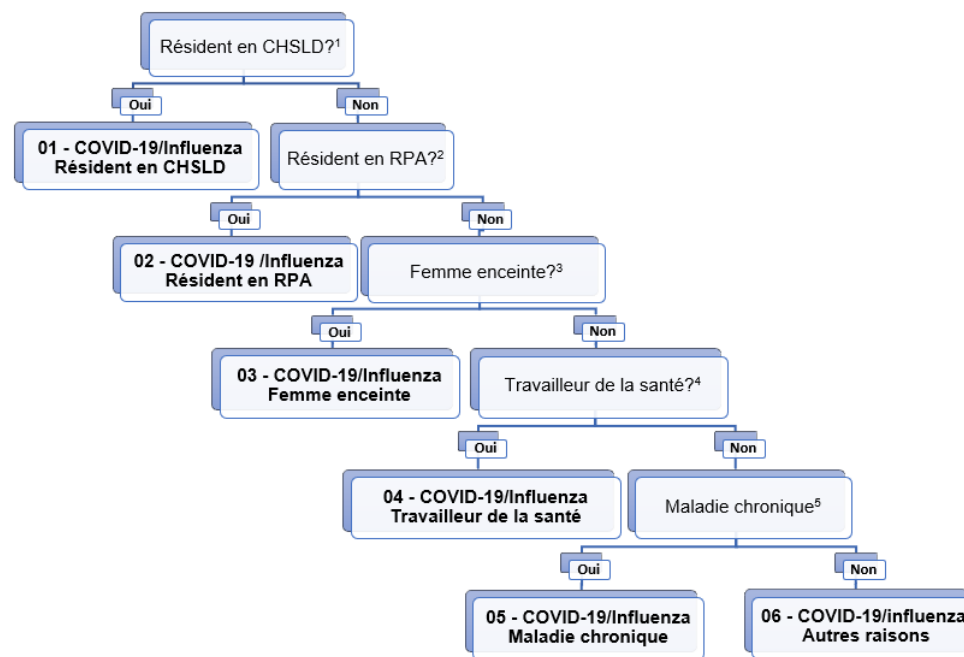 Résident en CHSLD?¹
Oui
Non
01 - COVID-19/Influenza
Résident en CHSLD
Résident en RPA?²
Oui
Non
02 - COVID-19 /Influenza
Résident en RPA
Femme enceinte?³
Oui
Non
03 - COVID-19/Influenza
Femme enceinte
Travailleur de la santé?⁴
Oui
Non
04 - COVID-19/Influenza
Travailleur de la santé
Maladie chronique⁵
Oui
Non
05 - COVID-19/Influenza
Maladie chronique
06 - COVID-19/influenza
Autres raisons